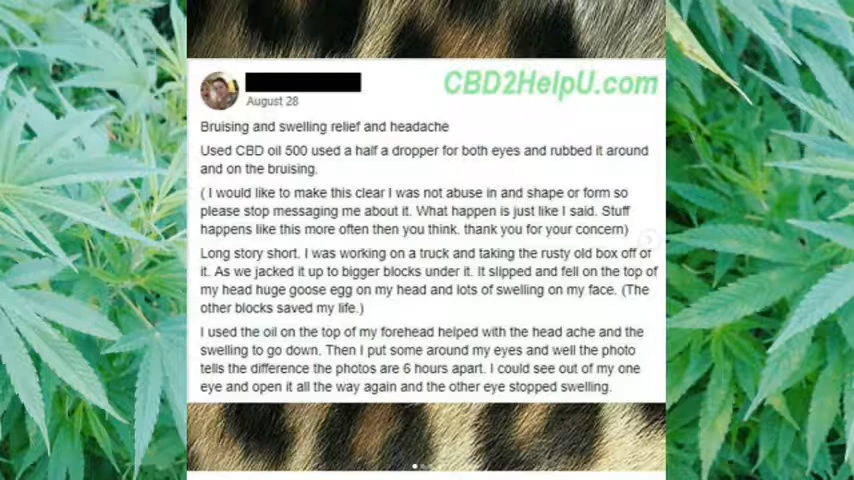 CBD2HelpU.com
August 28
Bruising and swelling relief and headache
Used CBD oil 500 used a half a dropper for both eyes and rubbed it around
and on the bruising.
( I would like to make this clear I was not abuse in and shape or form so
please stop messaging me about it. What happen is just like I said. Stuff
happens like this more often then you think. thank you for your concern)
Long story short. I was working on a truck and taking the rusty old box off of
it. As we jacked it up to bigger blocks under it. It slipped and fell on the top of
my head huge goose egg on my head and lots of swelling on my face. (The
other blocks saved my life.)
I used the oil on the top of my forehead helped with the head ache and the
swelling to go down. Then I put some around my eyes and well the photo
tells the difference the photos are 6 hours apart. I could see out of my one
eye and open it all the way again and the other eye stopped swelling.